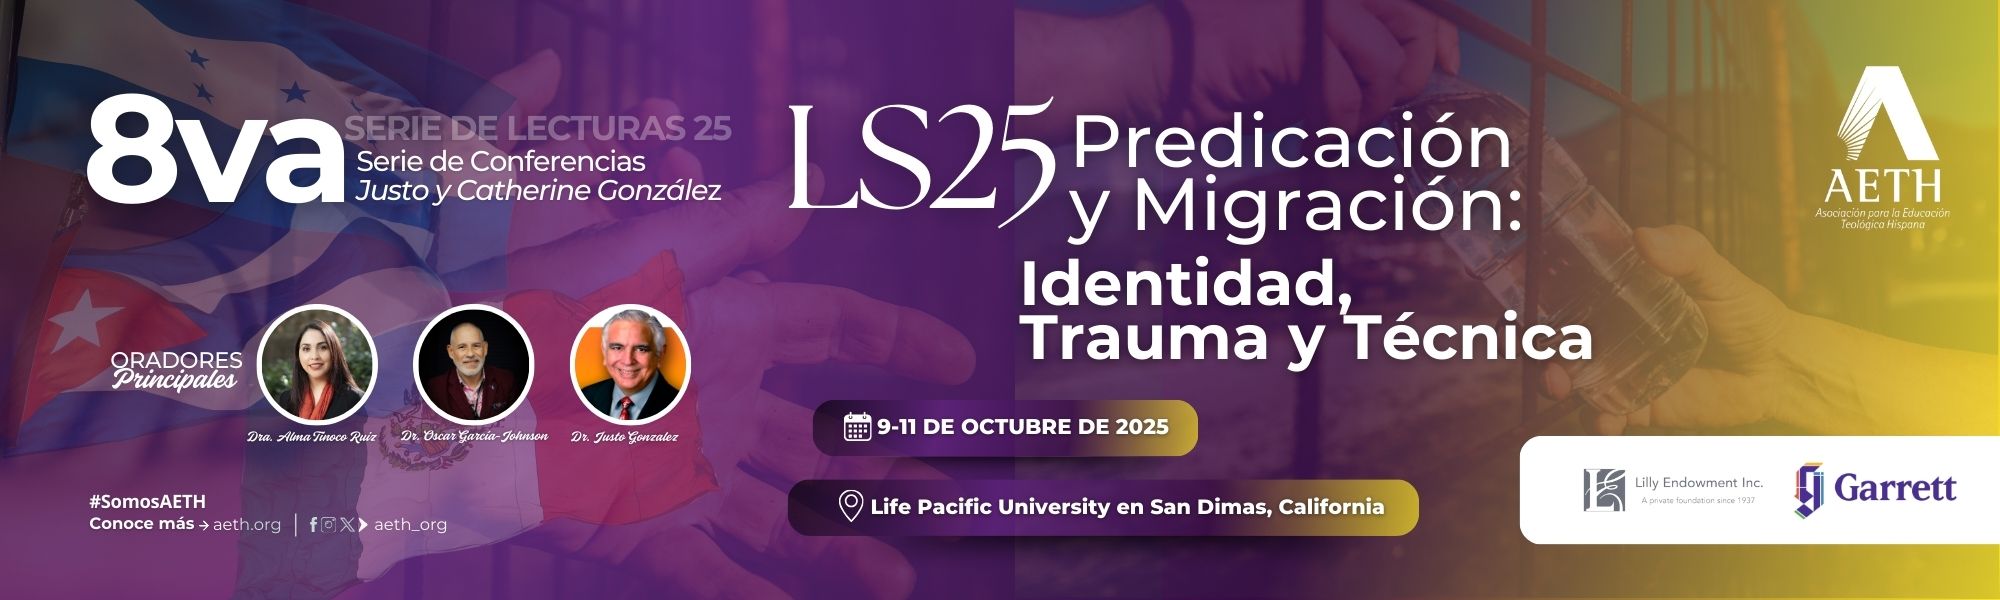 8va
SERIE DE LECTURAS 25
Serie de Conferencias
Justo y Catherine González
LS25
Predicación
y Migración:
Identidad,
Trauma y Técnica
AETH
Asociación para la Educación
Teológica Hispana
ORADORES
Principales
Dra. Alma Tinoco Ruiz
Dr. Oscar García-Johnson
Dr. Justo Gonzalez
9-11 DE OCTUBRE DE 2025
Life Pacific University en San Dimas, California
#SomosAETH
Conoce más → aeth.org | aeth_org
Lilly Endowment Inc.
A private foundation since 1937
Garrett